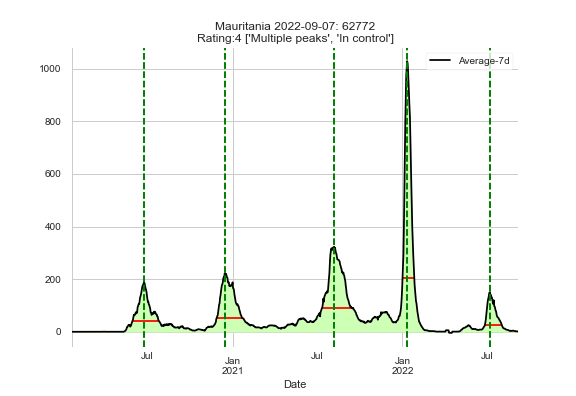 Mauritania 2022-09-07: 62772
Rating:4 ['Multiple peaks', 'In control']
Average-7d
1000
800
600
400
200
0
Jul
Jan
2021
Jul
Jan
2022
Jul
Date